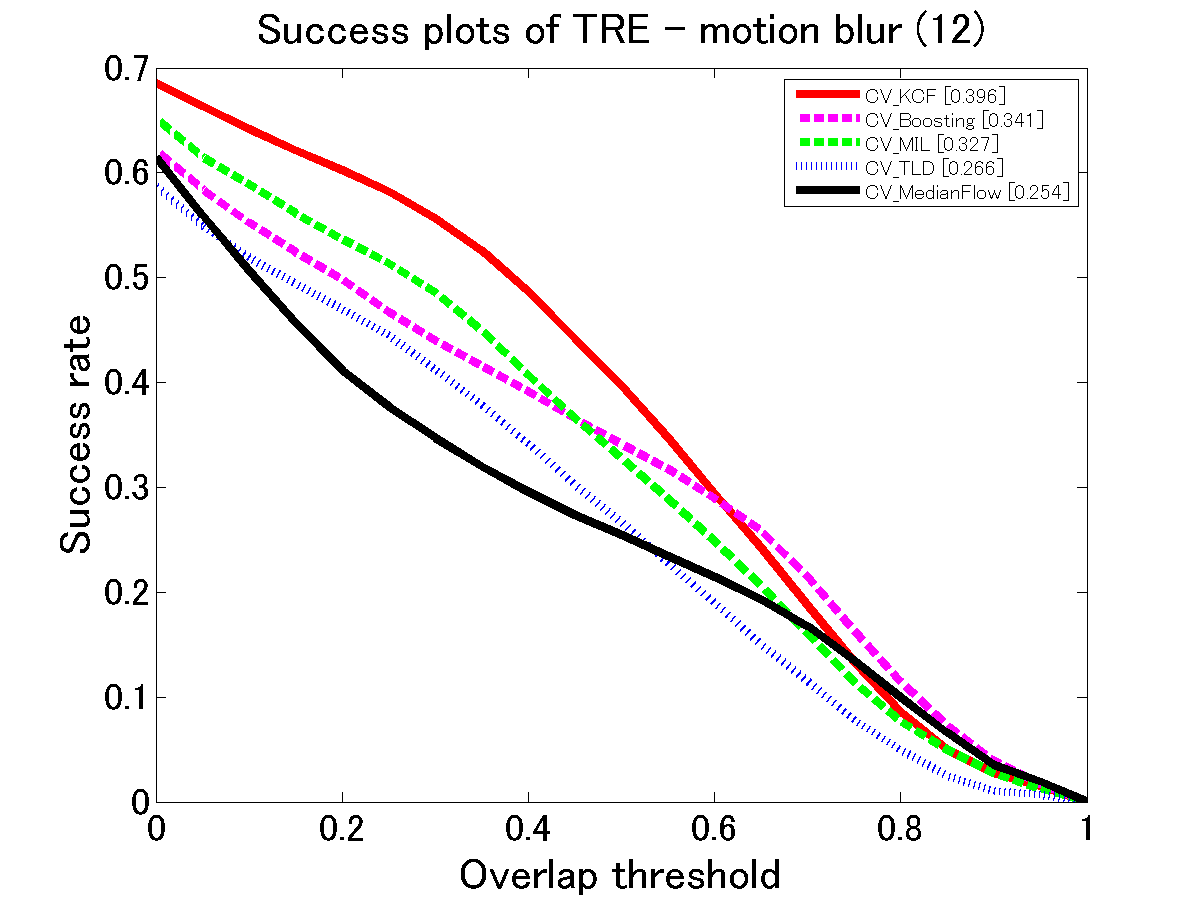 Success plots of TRE − motion blur (12)
CV_KCF [0.396]
CV_Boosting [0.341]
CV_MIL [0.327]
CV_TLD [0.266]
CV_MedianFlow [0.254]
Success rate
0.7
0.6
0.5
0.4
0.3
0.2
0.1
0
0 0.2 0.4 0.6 0.8 1
Overlap threshold